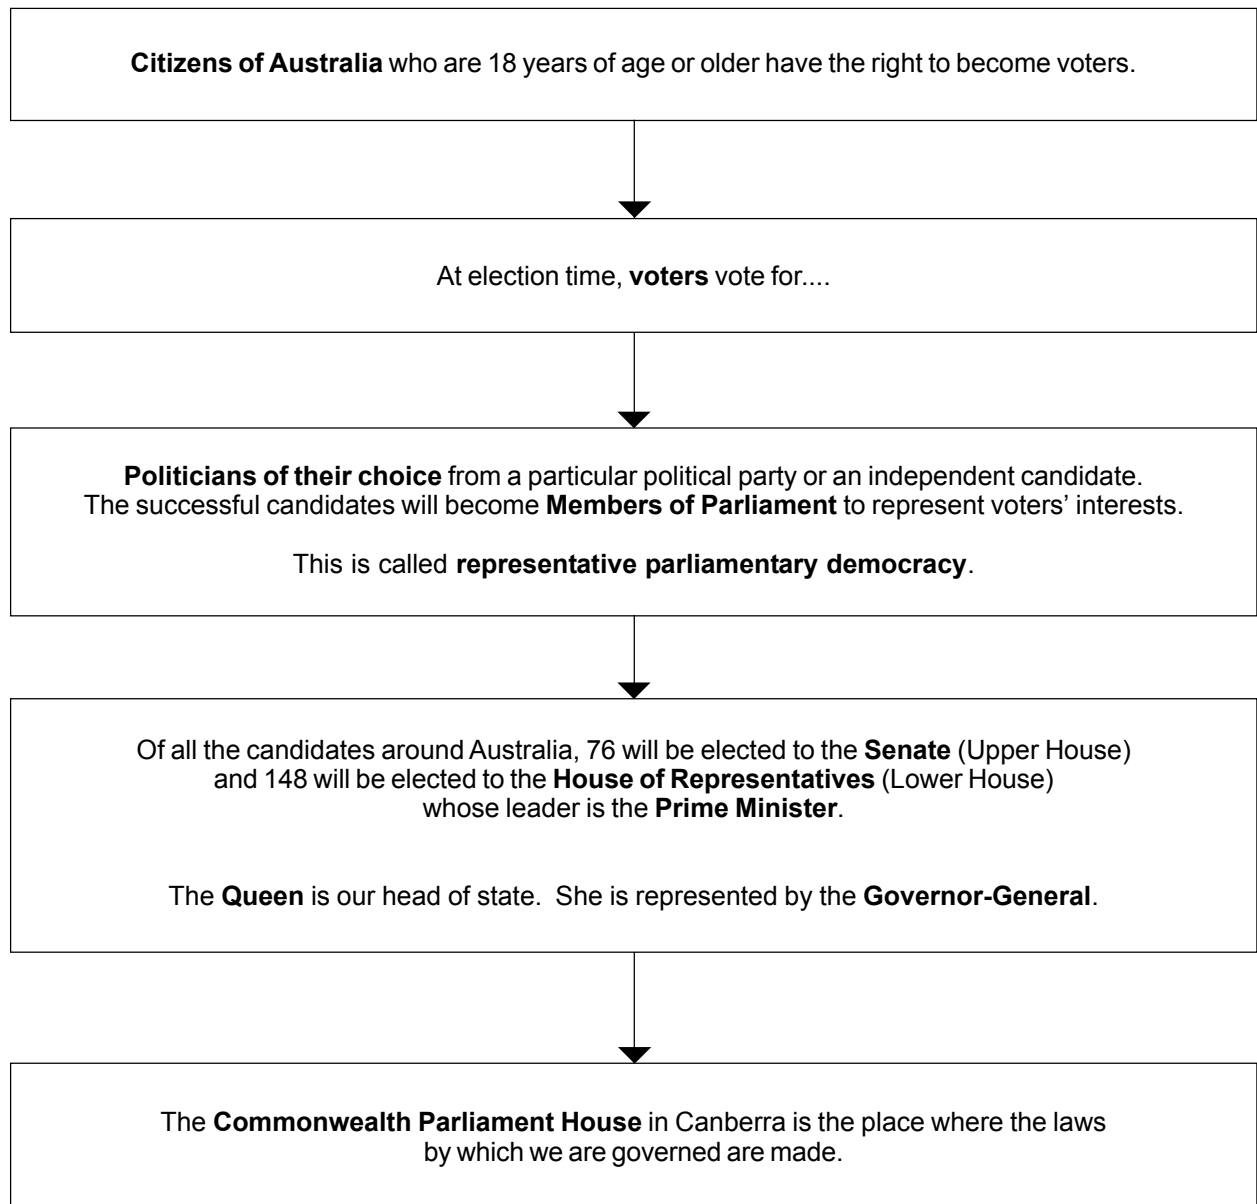 Citizens of Australia who are 18 years of age or older have the right to become voters.
At election time, voters vote for....
Politicians of their choice from a particular political party or an independent candidate.
The successful candidates will become Members of Parliament to represent voters’ interests.
This is called representative parliamentary democracy.
Of all the candidates around Australia, 76 will be elected to the Senate (Upper House)
and 148 will be elected to the House of Representatives (Lower House)
whose leader is the Prime Minister.
The Queen is our head of state. She is represented by the Governor-General.
The Commonwealth Parliament House in Canberra is the place where the laws
by which we are governed are made.